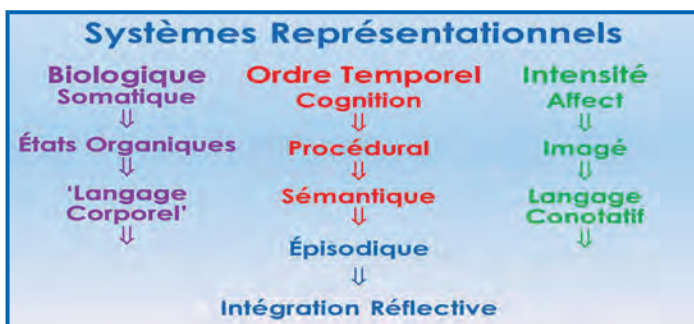 Systèmes Représentationnels
Biologique Ordre Temporel Intensité
Somatique Cognition Affect
⇓ ⇓ ⇓
États Organiques Procédural Imagé
⇓ ⇓ ⇓
'Langage Sémantique Langage
Corporel' ⇓ Conotatif
⇓ Épisodique ⇓
⇓
Intégration Réflective